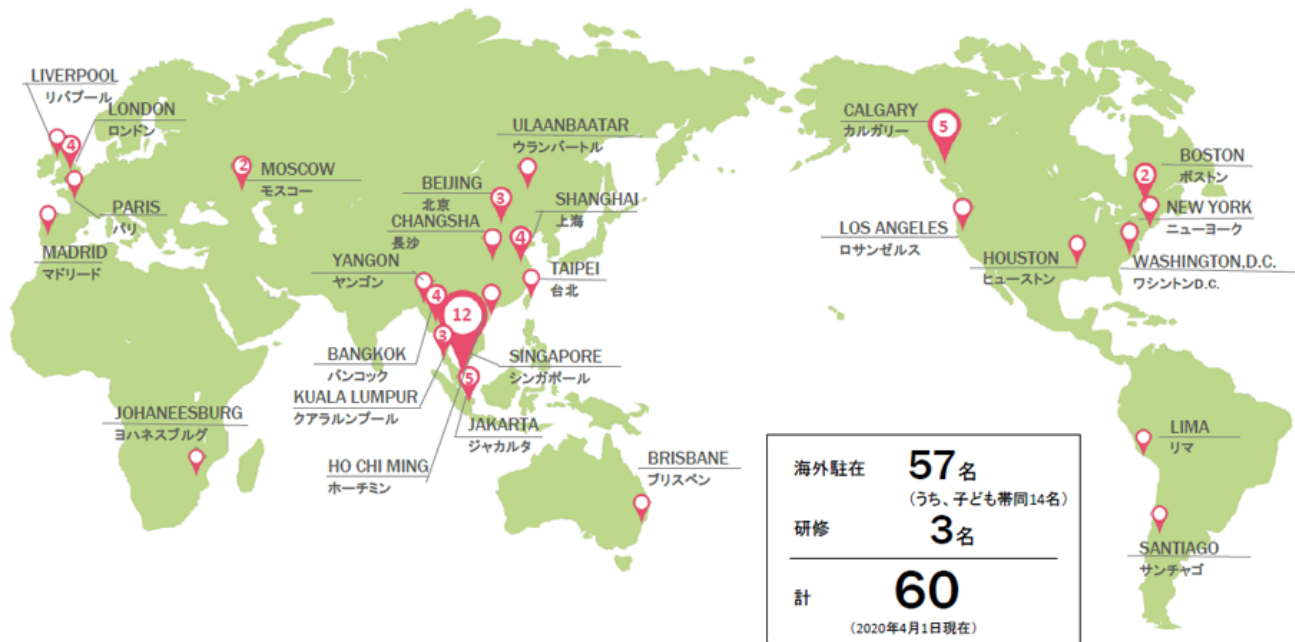 LIVERPOOL
リバプール
LONDON
ロンドン
4
2
MOSCOW
モスコー
PARIS
パリ
MADRID
マドリード
ULAANBAATAR
ウランバートル
BEIJING
北京
3
CHANGSHA
長沙
SHANGHAI
上海
4
YANGON
ヤンゴン
TAIPEI
台北
4
12
3
BANGKOK
バンコック
SINGAPORE
シンガポール
5
KUALA LUMPUR
クアラルンプール
JAKARTA
ジャカルタ
HO CHI MING
ホーチミン
JOHANEESBURG
ヨハネスブルグ
BRISBANE
ブリスベン
CALGARY
カルガリー
5
BOSTON
ボストン
2
NEW YORK
ニューヨーク
LOS ANGELES
ロサンゼルス
HOUSTON
ヒューストン
WASHINGTON,D.C.
ワシントンD.C.
LIMA
リマ
SANTIAGO
サンチャゴ
海外駐在 57名
(うち、子ども帯同14名)
研修 3名
計 60
(2020年4月1日現在)